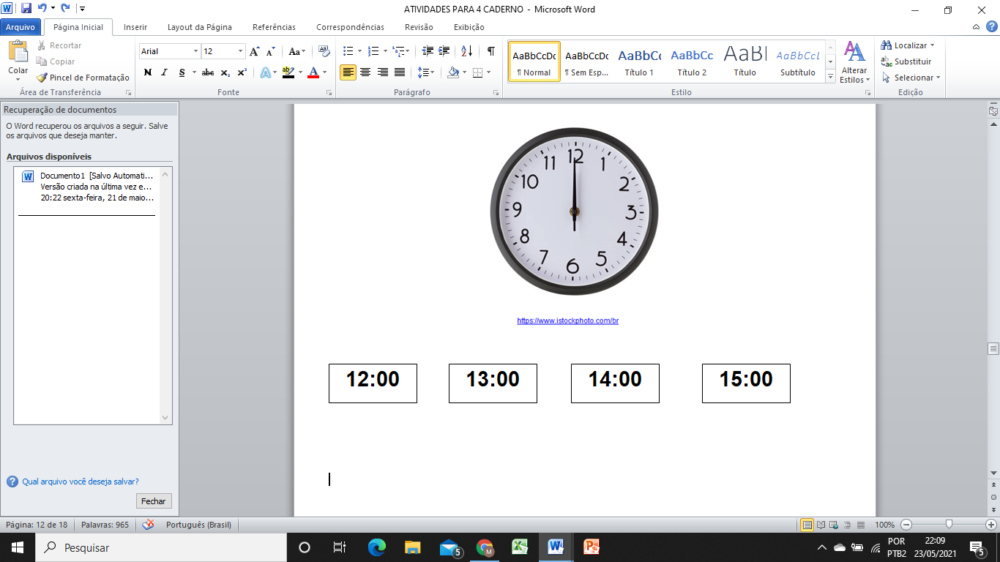 ATIVIDADES PARA 4 CADERNO - Microsoft Word
Arquivo
Página Inicial
Inserir
Layout da Página
Referências
Correspondências
Revisão
Exibição
Colar
Recortar
Copiar
Pincel de Formatação
Área de Transferência
Arial
12
N I S abc x₂ x²
Aa
A
Fonte
Parágrafo
AaBbCcDc
¶ Normal
AaBbCcDc
¶ Sem Esp...
AaBbCc
Título 1
AaBbCc
Título 2
AaBl
Título
AaBbCcL
Subtítulo
Alterar
Estilos
Estilo
Localizar
Substituir
Selecionar
Edição
Recuperação de documentos
O Word recuperou os arquivos a seguir. Salve
os arquivos que deseja manter.
Arquivos disponíveis
Documento1 [Salvo Automati...
Versão criada na última vez e...
20:22 sexta-feira, 21 de maio...
Qual arquivo você deseja salvar?
Fechar
12
1
2
3
4
5
6
7
8
9
10
11
https://www.istockphoto.com/br
12:00 13:00 14:00 15:00
Página: 12 de 18
Palavras: 965
Português (Brasil)
100%
Pesquisar
5
M
POR
PTB2
22:09
23/05/2021
5